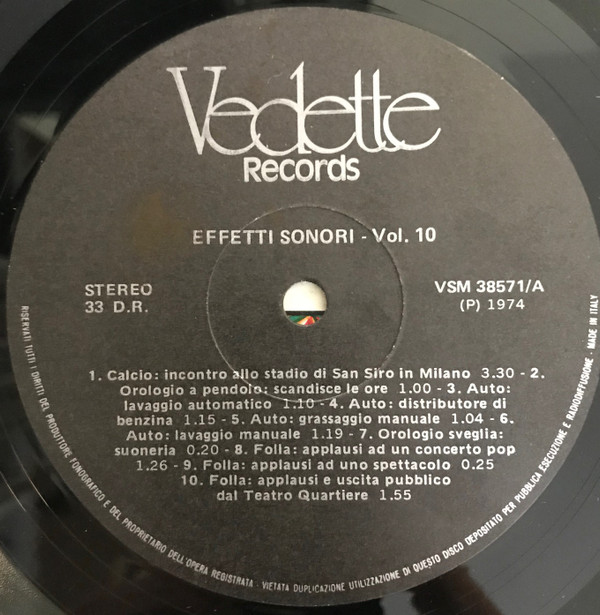 Vedette
Records
EFFETTI SONORI - Vol. 10
STEREO
33 D.R.
VSM 38571/A
(P) 1974
1. Calcio: incontro allo stadio di San Siro in Milano 3.30 - 2.
Orologio a pendolo: scandisce le ore 1.00 - 3. Auto:
lavaggio automatico 1.10 - 4. Auto: distributore di
benzina 1.15 - 5. Auto: grassaggio manuale 1.04 - 6.
Auto: lavaggio manuale 1.19 - 7. Orologio sveglia:
suoneria 0.20 - 8. Folla: applausi ad un concerto pop
1.26 - 9. Folla: applausi ad uno spettacolo 0.25
10. Folla: applausi e uscita pubblico
dal Teatro Quartiere 1.55
RISERVATI TUTTI I DIRITTI DEL PRODUTTORE FONOGRAFICO E DEL PROPRIETARIO DELL'OPERA REGISTRATA - VIETATA DUPLICAZIONE UTILIZZAZIONE DI QUESTO DISCO DEPOSITATO PER PUBBLICA ESECUZIONE E RADIODIFFUSIONE - MADE IN ITALY